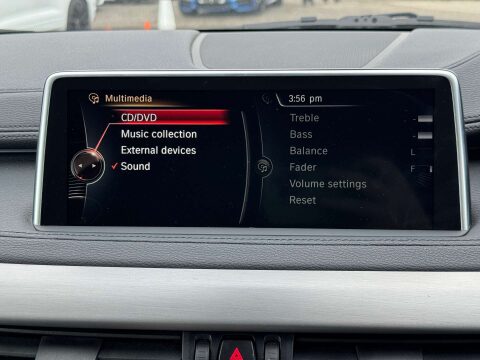 Multimedia
CD/DVD
Music collection
External devices
Sound
3:56 pm
Treble -
Bass -
Balance L
Fader F
Volume settings
Reset